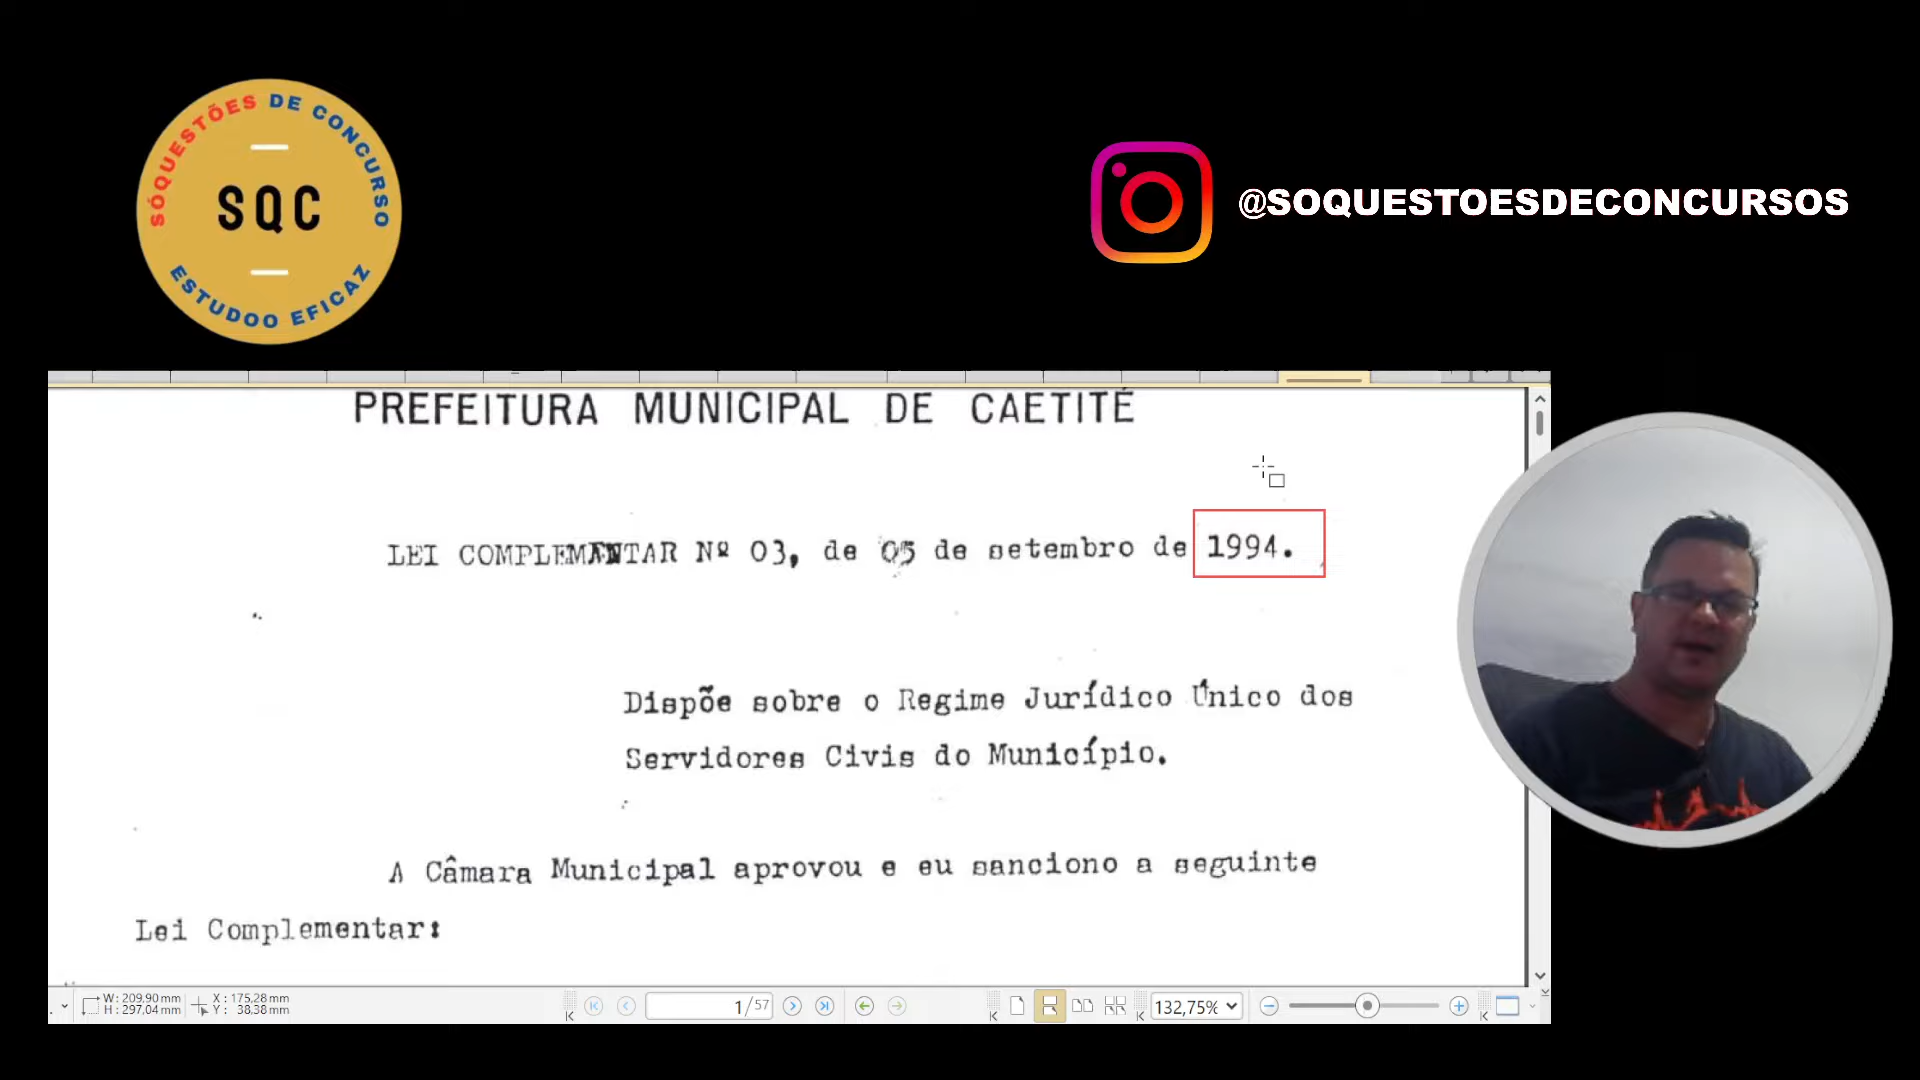 SÓQUESTÕES DE CONCURSO
SQC
ESTUDOO EFICAZ
@SOQUESTOESDECONCURSOS
PREFEITURA MUNICIPAL DE CAETITÉ
LEI COMPLEMENTAR Nº 03, de 05 de setembro de 1994.
Dispõe sobre o Regime Jurídico Único dos
Servidores Civis do Município.
A Câmara Municipal aprovou e eu sanciono a seguinte
Lei Complementar:
W: 209,90 mm X: 175,28 mm
H: 297,04 mm Y: 38,38 mm
1/57
132,75%